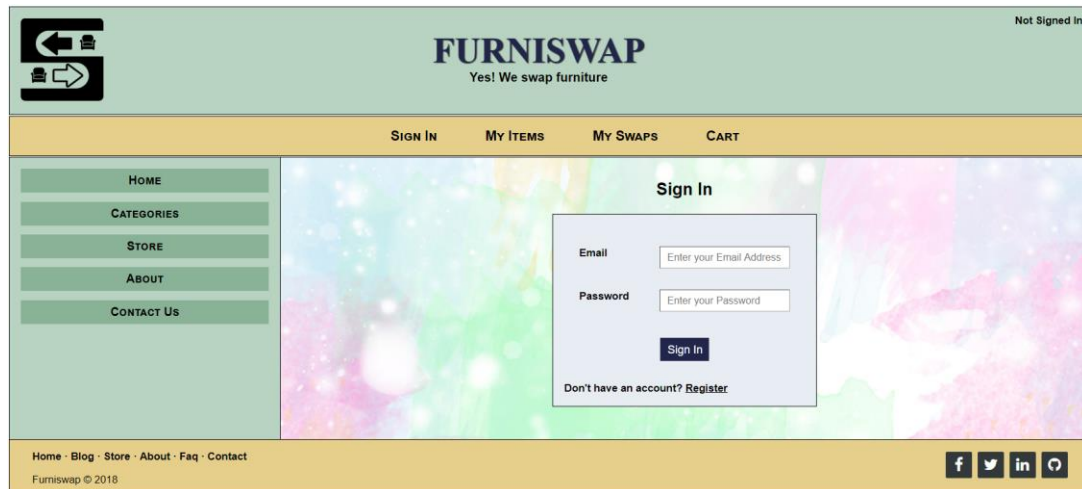 Not Signed In
FURNISWAP
Yes! We swap furniture
Sign In My Items My Swaps Cart
Home
Categories
Store
About
Contact Us
Sign In
Email Enter your Email Address
Password Enter your Password
Sign In
Don't have an account? Register
Home · Blog · Store · About · Faq · Contact
Furniswap © 2018
f in